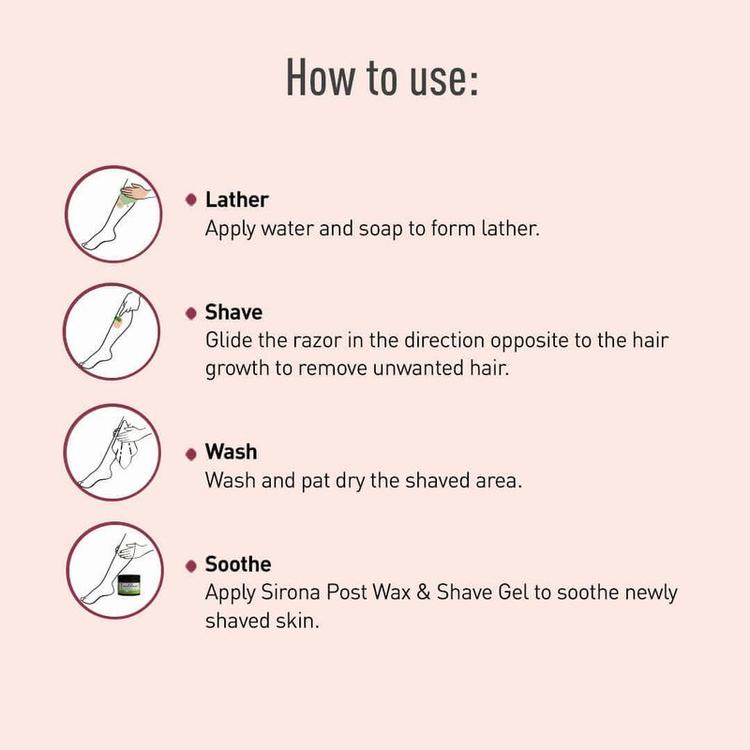 How to use:
Lather
Apply water and soap to form lather.
Shave
Glide the razor in the direction opposite to the hair
growth to remove unwanted hair.
Wash
Wash and pat dry the shaved area.
Soothe
Apply Sirona Post Wax & Shave Gel to soothe newly
shaved skin.